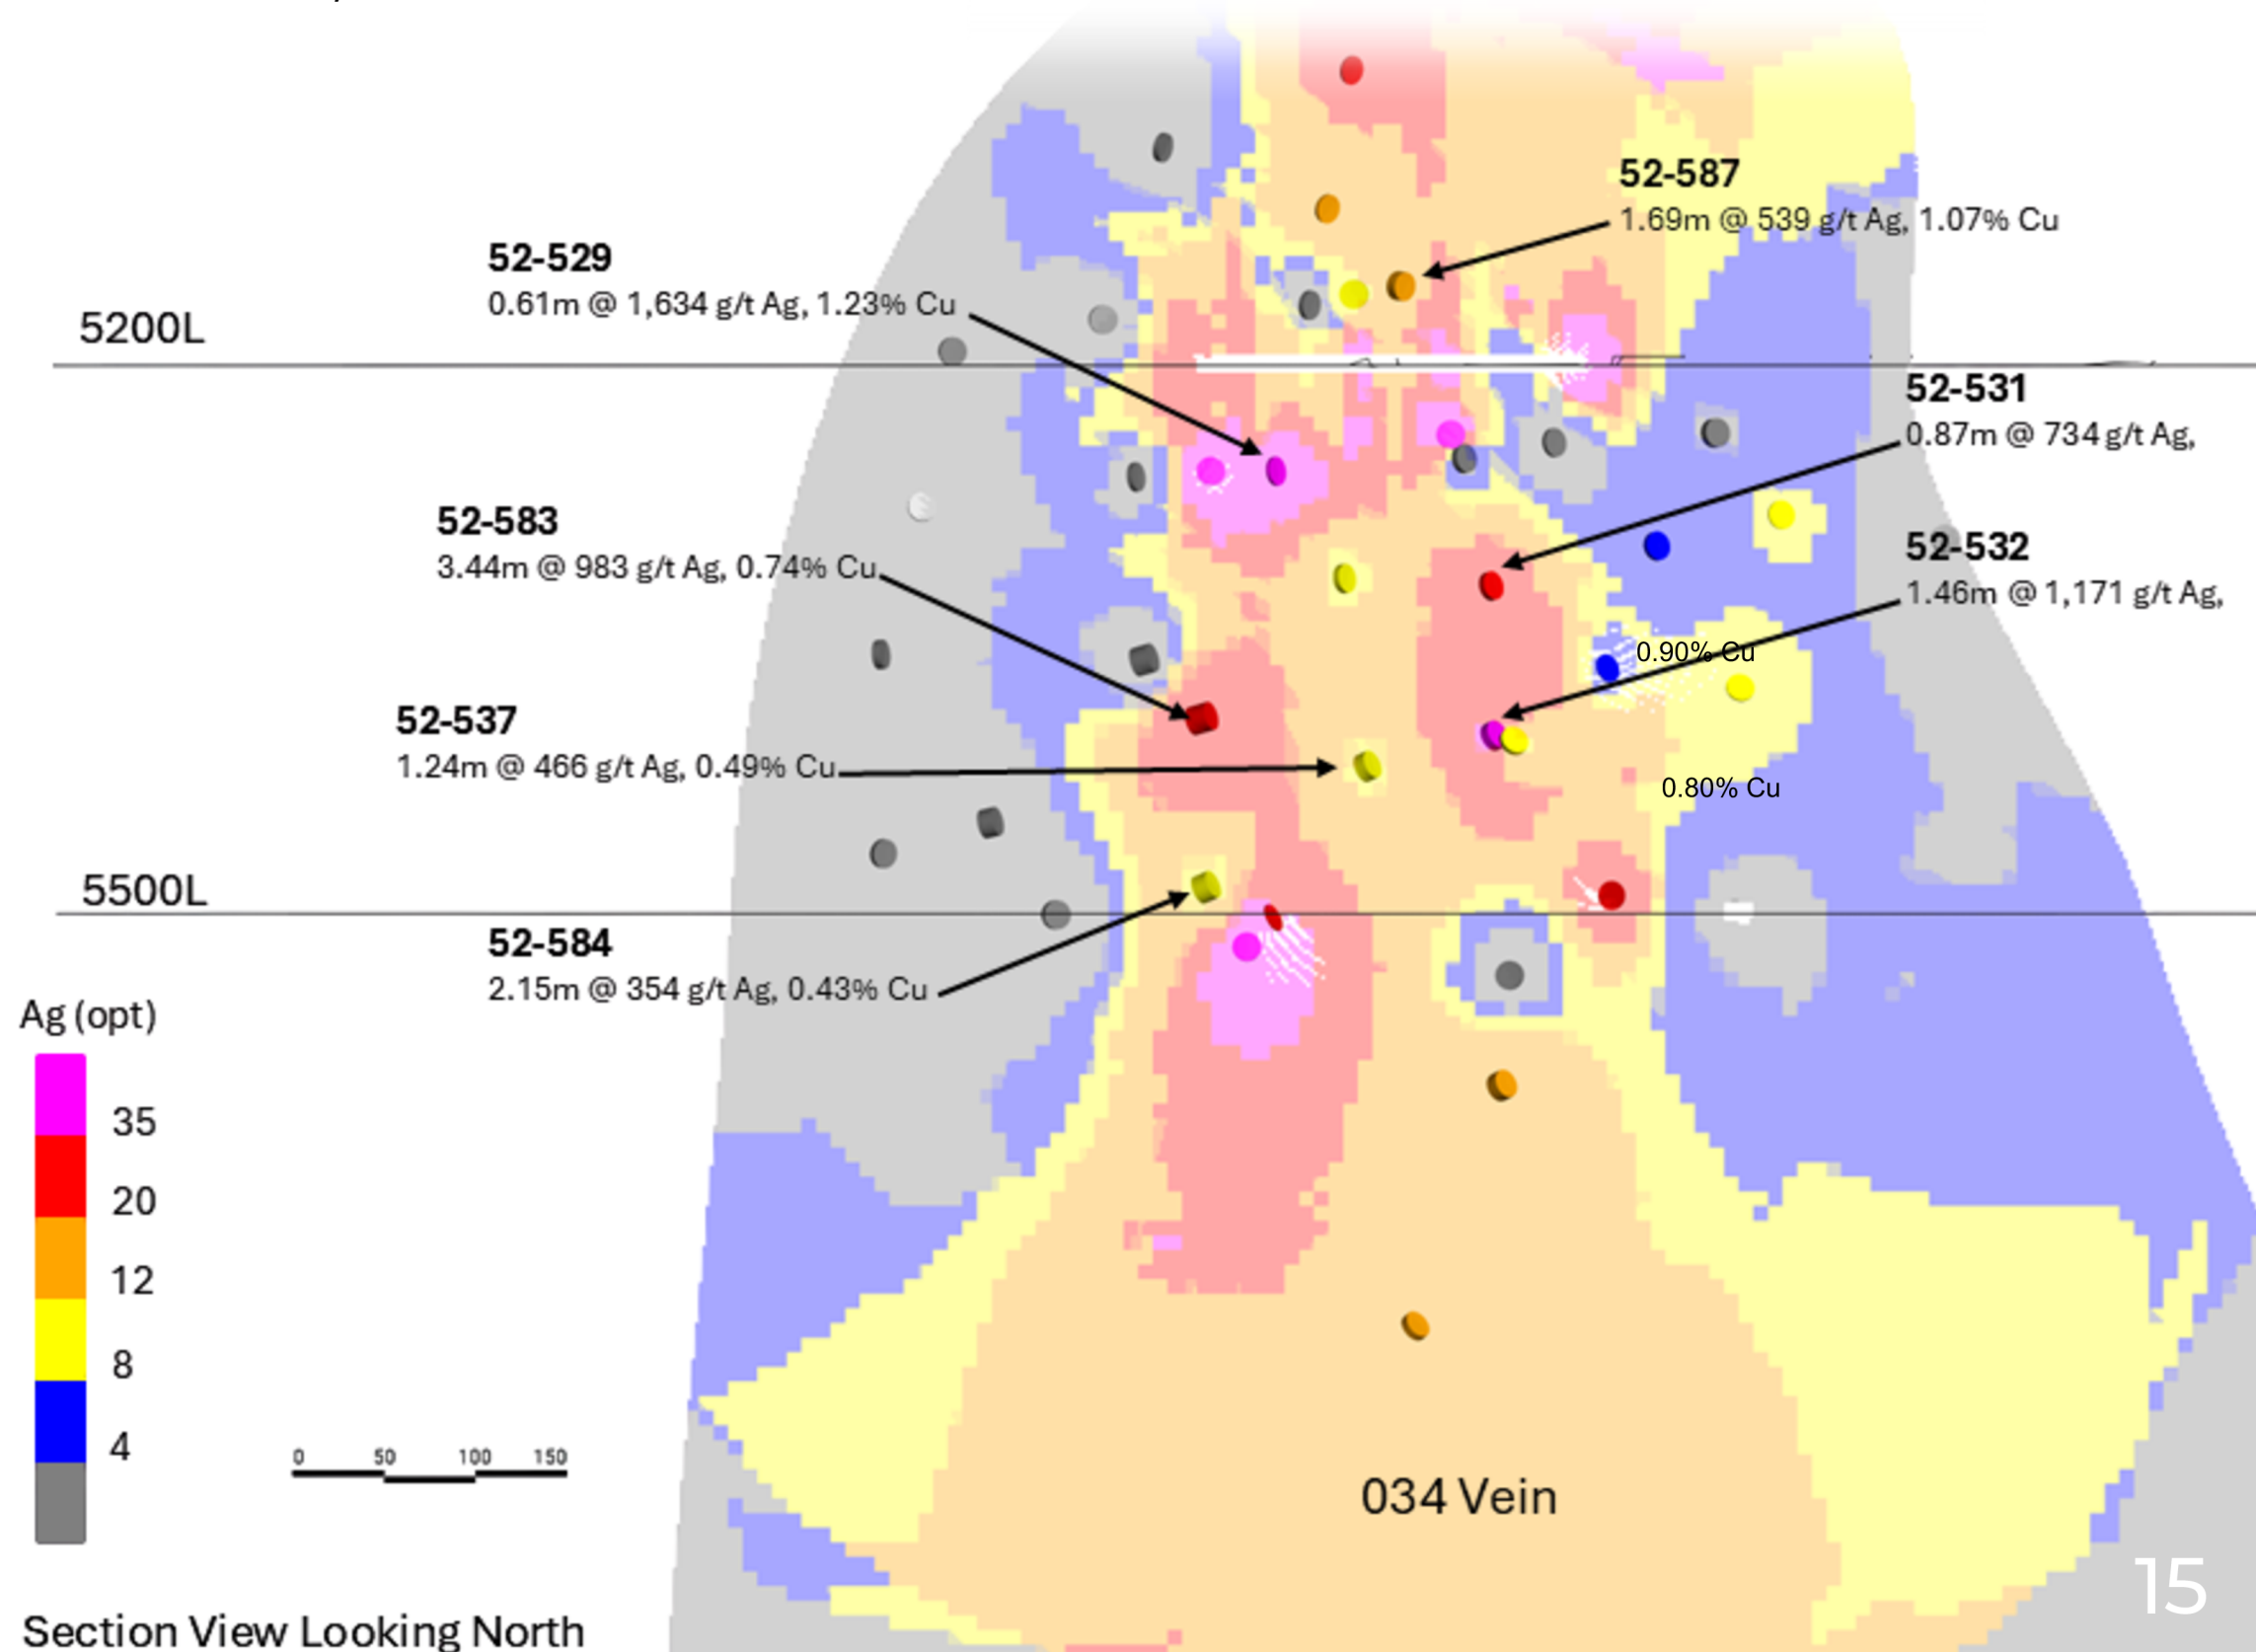 52-587
1.69m @ 539 g/t Ag, 1.07% Cu
52-529
0.61m @ 1,634 g/t Ag, 1.23% Cu
5200L
52-531
0.87m @ 734 g/t Ag,
0.90% Cu
52-583
3.44m @ 983 g/t Ag, 0.74% Cu
52-532
1.46m @ 1,171 g/t Ag,
0.80% Cu
52-537
1.24m @ 466 g/t Ag, 0.49% Cu
5500L
52-584
2.15m @ 354 g/t Ag, 0.43% Cu
Ag (opt)
35
20
12
8
4
0 50 100 150
034 Vein
15
Section View Looking North